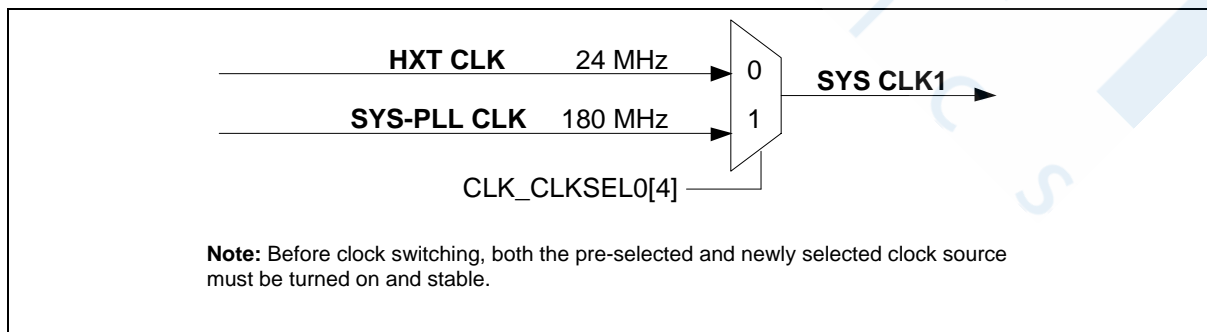 HXT CLK 24 MHz
0
SYS CLK1
SYS-PLL CLK 180 MHz
1
CLK_CLKSEL0[4]
Note: Before clock switching, both the pre-selected and newly selected clock source
must be turned on and stable.
C
S